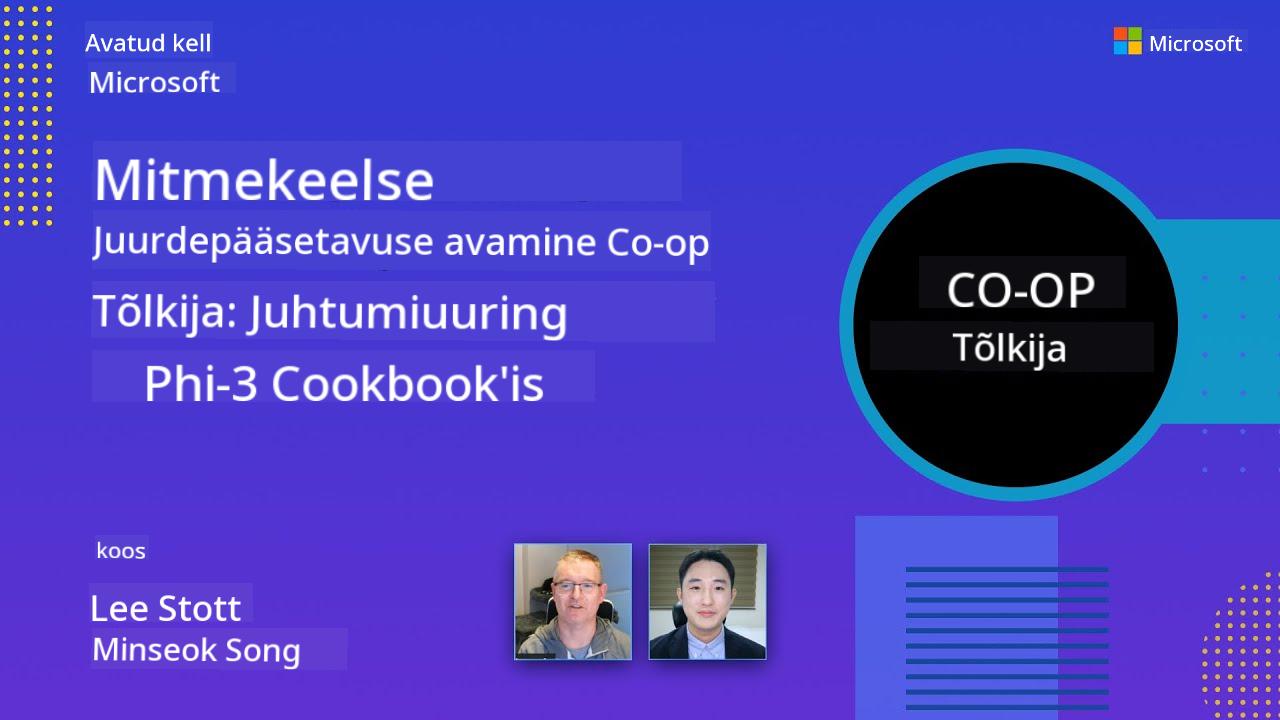 Avatud kell
Microsoft
Microsoft
Mitmekeelse
Juurdepääsetavuse avamine Co-op
Tõlkija: Juhtumiuuring
Phi-3 Cookbook'is
CO-OP
Tõlkija
koos
Lee Stott
Minseok Song